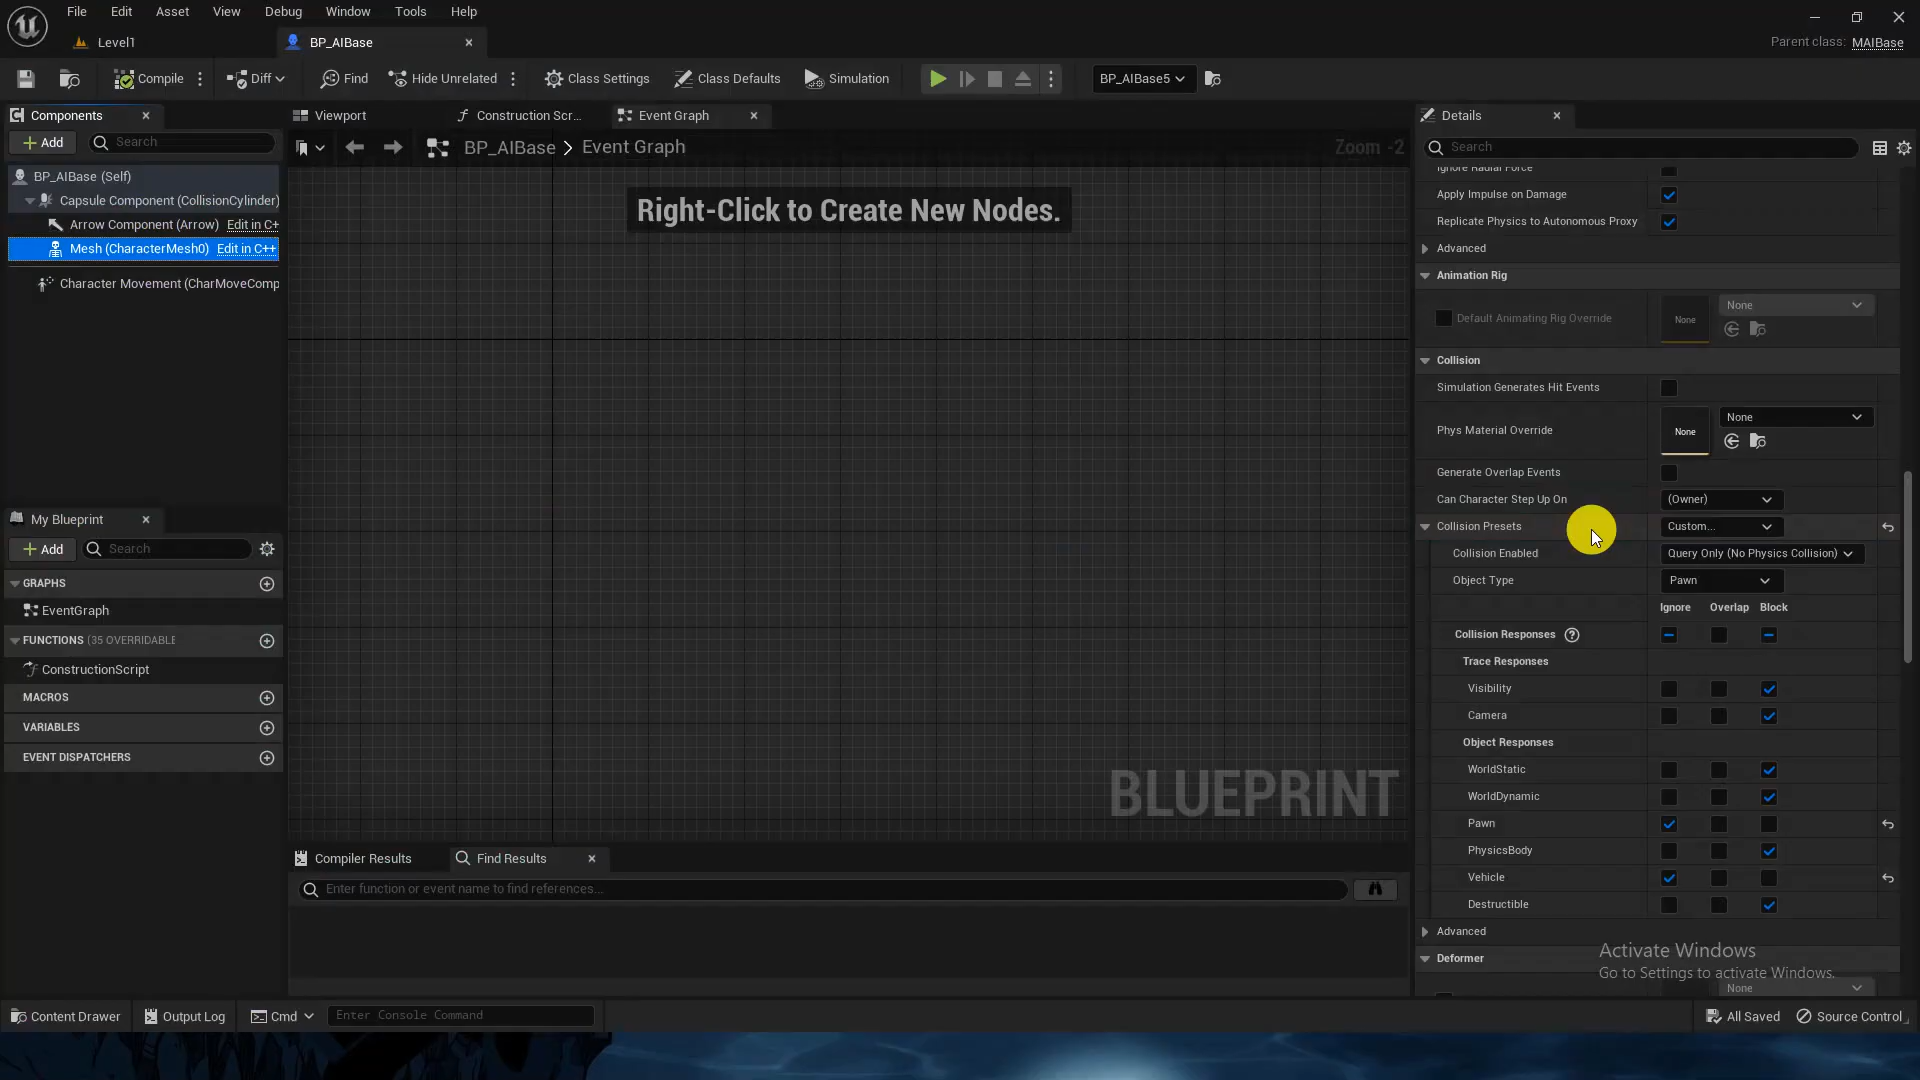 File Edit Asset View Debug Window Tools Help
Level1
BP_AIBase
Parent class: MAIBase
Compile
Diff
Find
Hide Unrelated
Class Settings
Class Defaults
Simulation
BP_AIBase5
Components
Add
Search
BP_AIBase (Self)
Capsule Component (CollisionCylinder)
Arrow Component (Arrow) Edit in C+
Mesh (CharacterMesh0) Edit in C++
Character Movement (CharMoveComp
My Blueprint
Add
Search
GRAPHS
EventGraph
FUNCTIONS (35 OVERRIDABLE
ConstructionScript
MACROS
VARIABLES
EVENT DISPATCHERS
Viewport
Construction Scr...
Event Graph
BP_AIBase > Event Graph
Zoom -2
Right-Click to Create New Nodes.
BLUEPRINT
Compiler Results
Find Results
Enter function or event name to find references...
Details
Search
Ignore Radial Force
Apply Impulse on Damage
Replicate Physics to Autonomous Proxy
Advanced
Animation Rig
Default Animating Rig Override
None
None
Collision
Simulation Generates Hit Events
Phys Material Override
None
None
Generate Overlap Events
Can Character Step Up On
(Owner)
Collision Presets
Custom...
Collision Enabled
Query Only (No Physics Collision)
Object Type
Pawn
Ignore Overlap Block
Collision Responses
Trace Responses
Visibility
Camera
Object Responses
WorldStatic
WorldDynamic
Pawn
PhysicsBody
Vehicle
Destructible
Advanced
Deformer
None
Activate Windows
Go to Settings to activate Windows.
Content Drawer
Output Log
Cmd
Enter Console Command
All Saved
Source Control